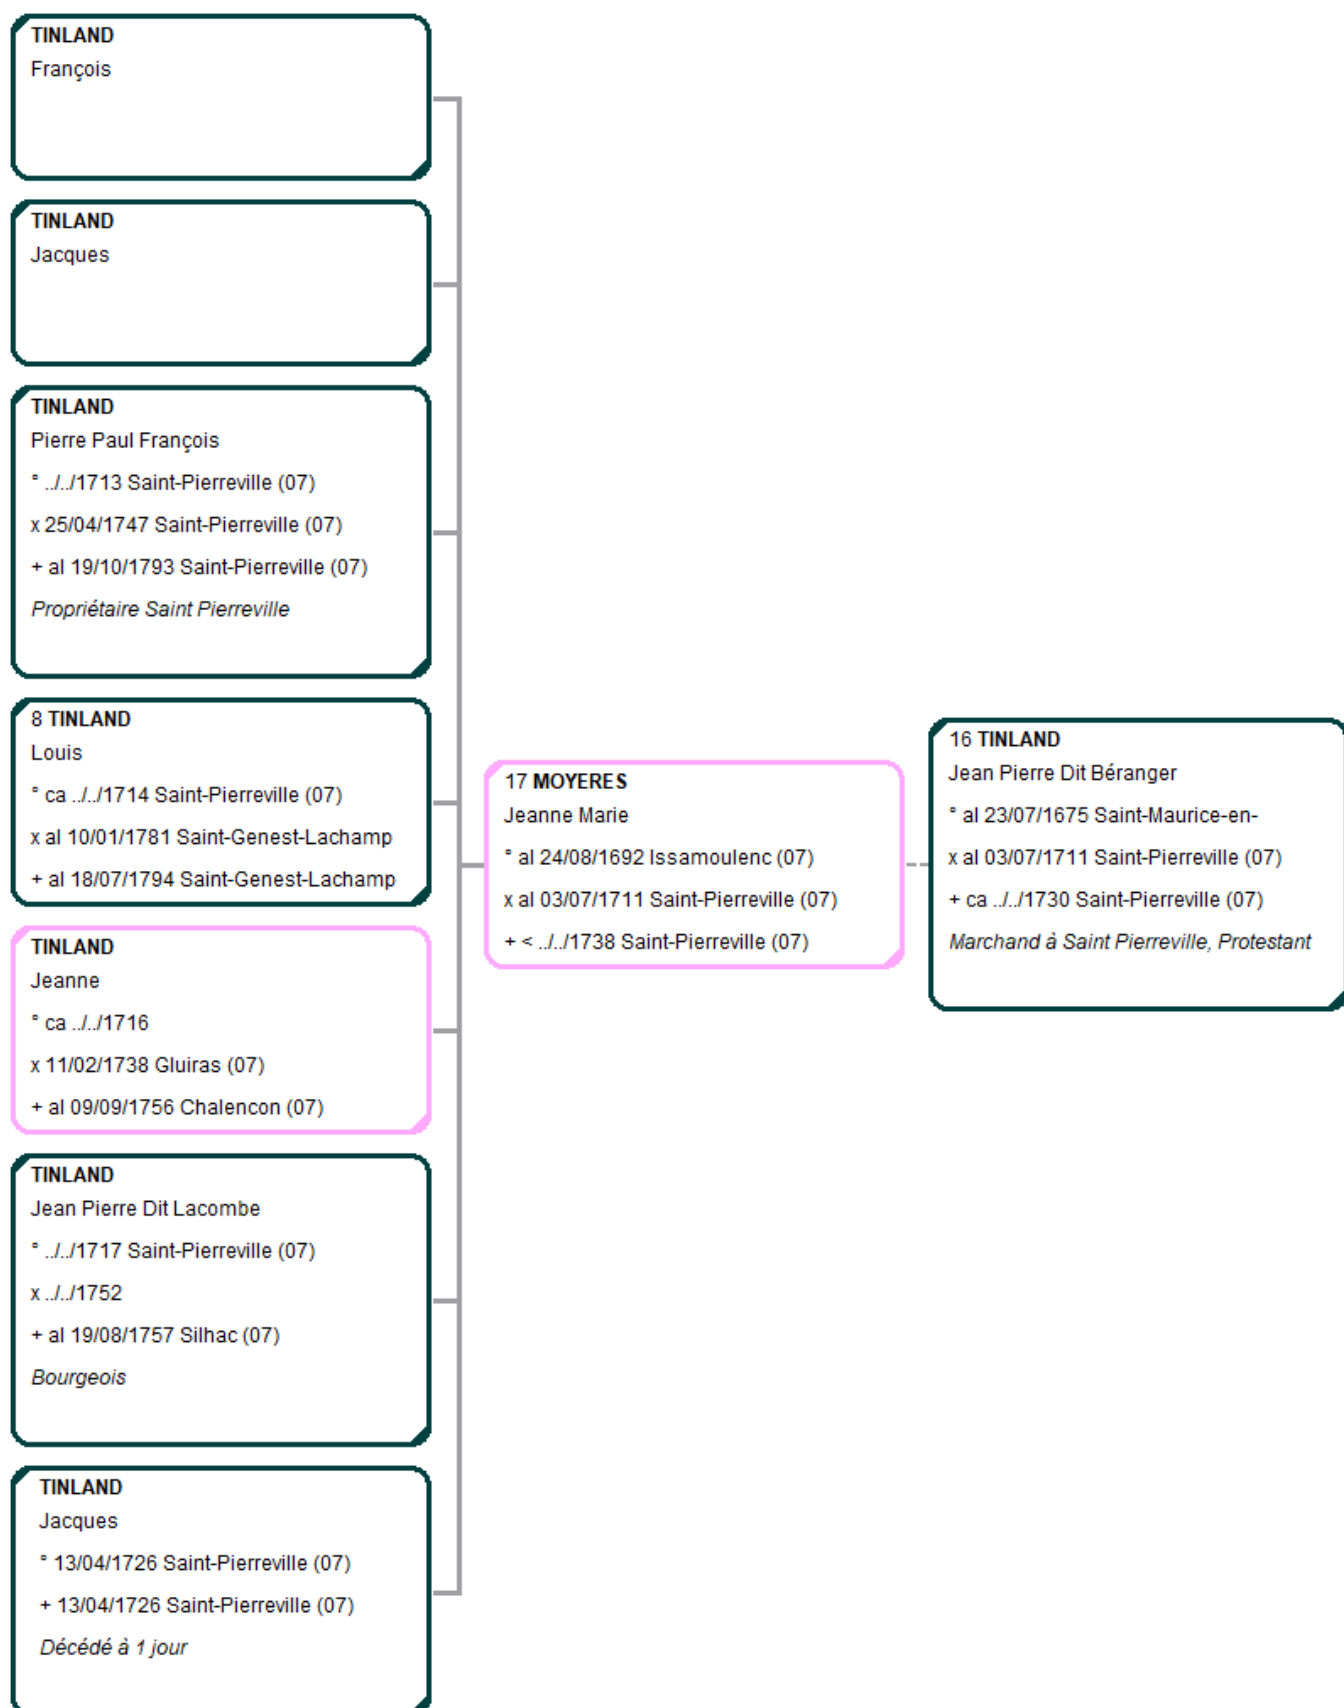 TINLAND
François
TINLAND
Jacques
TINLAND
Pierre Paul François
° ../../1713 Saint-Pierreville (07)
x 25/04/1747 Saint-Pierreville (07)
+ al 19/10/1793 Saint-Pierreville (07)
Propriétaire Saint Pierreville
8 TINLAND
Louis
° ca ../../1714 Saint-Pierreville (07)
x al 10/01/1781 Saint-Genest-Lachamp
+ al 18/07/1794 Saint-Genest-Lachamp
TINLAND
Jeanne
° ca ../../1716
x 11/02/1738 Gluiras (07)
+ al 09/09/1756 Chalencon (07)
TINLAND
Jean Pierre Dit Lacombe
° ../../1717 Saint-Pierreville (07)
x ../../1752
+ al 19/08/1757 Silhac (07)
Bourgeois
TINLAND
Jacques
° 13/04/1726 Saint-Pierreville (07)
+ 13/04/1726 Saint-Pierreville (07)
Décédé à 1 jour
17 MOYERES
Jeanne Marie
° al 24/08/1692 Issamoulenc (07)
x al 03/07/1711 Saint-Pierreville (07)
+ < ../../1738 Saint-Pierreville (07)
16 TINLAND
Jean Pierre Dit Béranger
° al 23/07/1675 Saint-Maurice-en-
x al 03/07/1711 Saint-Pierreville (07)
+ ca ../../1730 Saint-Pierreville (07)
Marchand à Saint Pierreville, Protestant